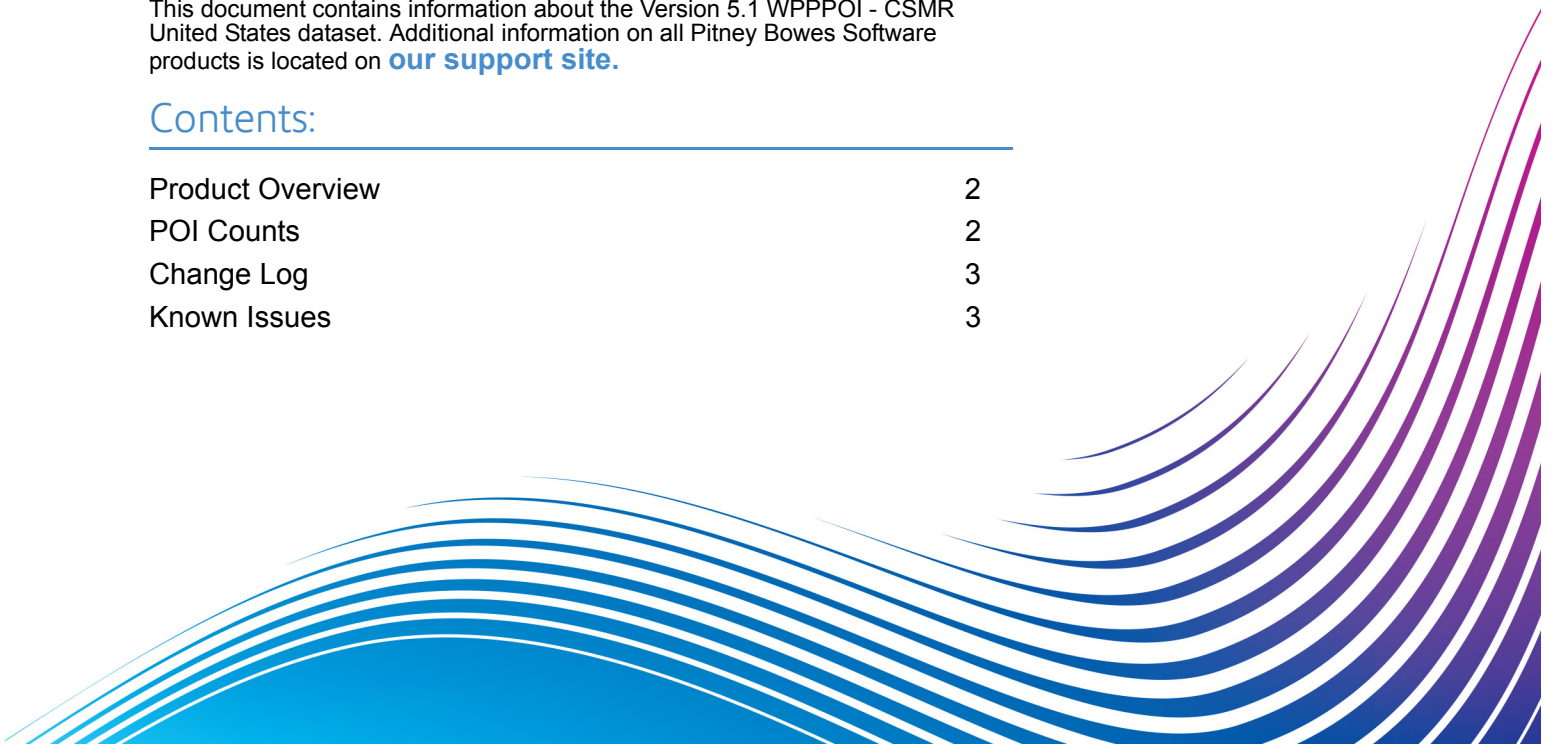 This document contains information about the Version 5.1 WPPPOI - CSMR
United States dataset. Additional information on all Pitney Bowes Software
products is located on our support site.
Contents:
Product Overview 2
POI Counts 2
Change Log 3
Known Issues 3